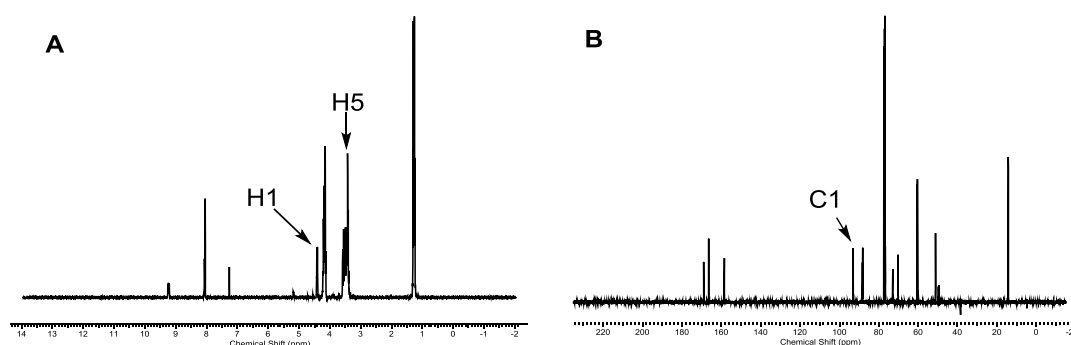 A
H5
H1
14 13 12 11 10 9 8 7 6 5 4 3 2 1 0 -1 -2
Chemical Shift (ppm)
B
C1
220 200 180 160 140 120 100 80 60 40 20 0 -2
Chemical Shift (ppm)